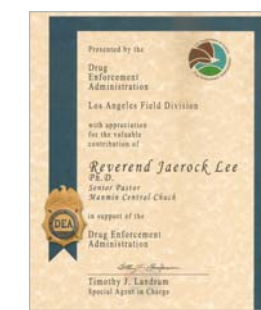 Presented by the
Drug
Enforcement
Administration
Los Angeles Field Division
with appreciation
for the valuable
contribution of
Reverend Jaerock Lee
Ph.D.
Senior Pastor
Manmin Central Chuch
in support of the
Drug Enforcement
Administration
Timothy J. Landrum
Special Agent in Charge
DEA